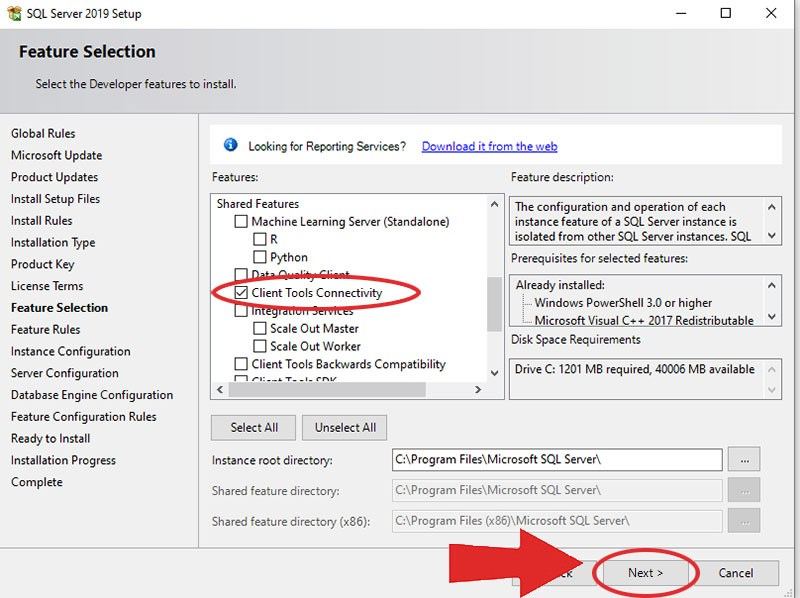 SQL Server 2019 Setup
Feature Selection
Select the Developer features to install.
Global Rules
Microsoft Update
Product Updates
Install Setup Files
Install Rules
Installation Type
Product Key
License Terms
Feature Selection
Feature Rules
Instance Configuration
Server Configuration
Database Engine Configuration
Feature Configuration Rules
Ready to Install
Installation Progress
Complete
Looking for Reporting Services? Download it from the web
Features:
Shared Features
Machine Learning Server (Standalone)
R
Python
Data Quality Client
Client Tools Connectivity
Integration Services
Scale Out Master
Scale Out Worker
Client Tools Backwards Compatibility
Client Tools SDK
Feature description:
The configuration and operation of each
instance feature of a SQL Server instance is
isolated from other SQL Server instances. SQL
Prerequisites for selected features:
Already installed:
Windows PowerShell 3.0 or higher
Microsoft Visual C++ 2017 Redistributable
Disk Space Requirements
Drive C: 1201 MB required, 40006 MB available
Select All
Unselect All
Instance root directory: C:\Program Files\Microsoft SQL Server\ ...
Shared feature directory: C:\Program Files\Microsoft SQL Server\ ...
Shared feature directory (x86): C:\Program Files (x86)\Microsoft SQL Server\ ...
Next > Cancel